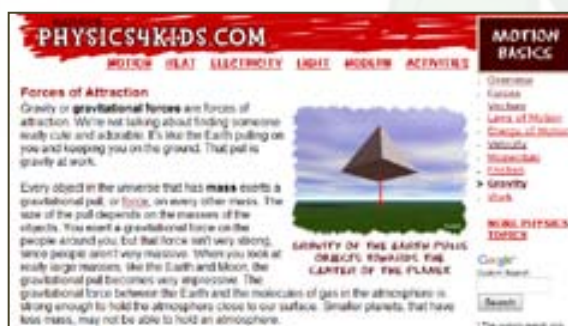 PHYSICS4KIDS.COM
MOTION HEAT ELECTRICITY LIGHT MODERN ACTIVITIES
Forces of Attraction
Gravity or gravitational forces are forces of
attraction. We're not talking about finding someone
really cute and adorable. It's like the Earth pulling on
you and keeping you on the ground. That pull is
gravity at work.
Every object in the universe that has mass exerts a
gravitational pull, or force, on every other mass. The
size of the pull depends on the masses of the
objects. You exert a gravitational force on the
people around you, but that force isn't very strong,
since people aren't very massive. When you look at
really large masses, like the Earth and Moon, the
gravitational pull becomes very impressive. The
gravitational force between the Earth and the molecules of gas in the atmosphere is
strong enough to hold the atmosphere close to our surface. Smaller planets, that have
less mass, may not be able to hold an atmosphere.
GRAVITY OF THE EARTH PULLS
OBJECTS TOWARDS THE
CENTER OF THE PLANET
MOTION
BASICS
Overview
Forces
Vectors
Laws of Motion
Energy of Motion
Velocity
Momentum
Friction
> Gravity
Work
MORE PHYSICS
TOPICS
Google
Search